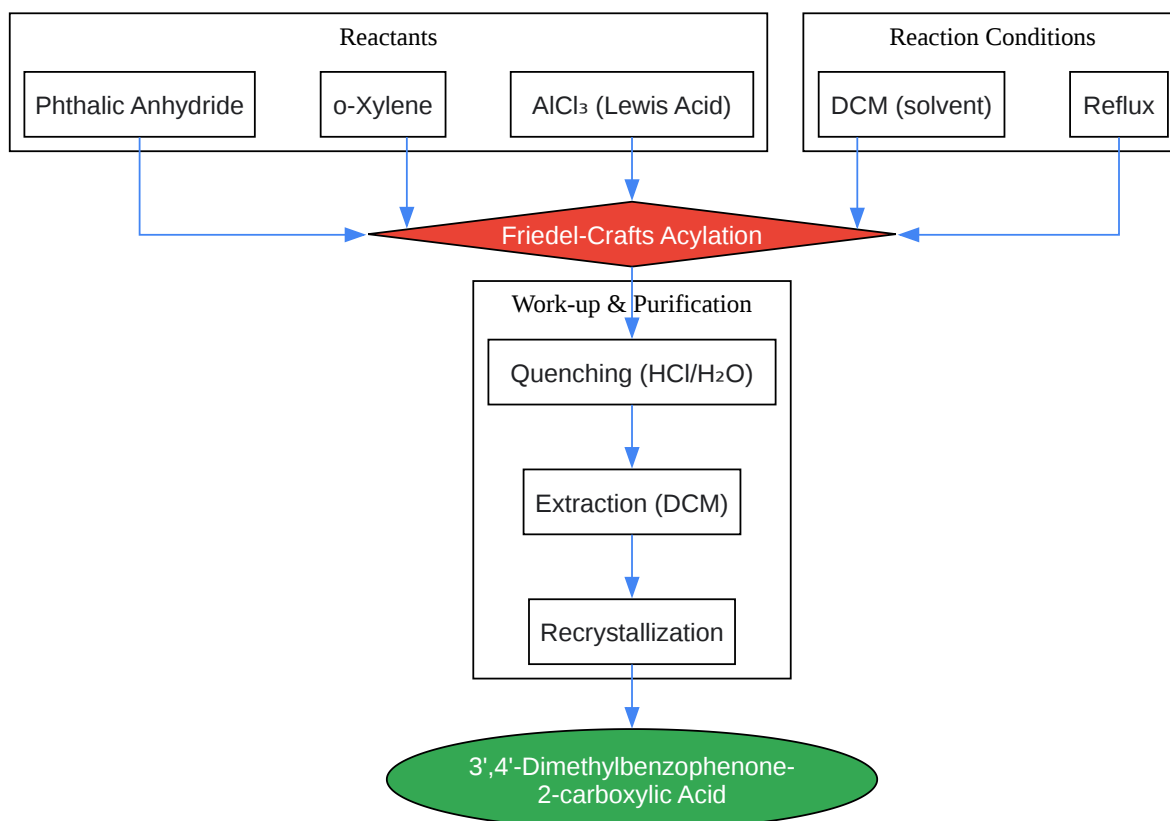 Reactants
Reaction Conditions
Phthalic Anhydride
o-Xylene
AlCl₃ (Lewis Acid)
DCM (solvent)
Reflux
Friedel-Crafts Acylation
Work-up & Purification
Quenching (HCl/H₂O)
Extraction (DCM)
Recrystallization
3',4'-Dimethylbenzophenone-
2-carboxylic Acid